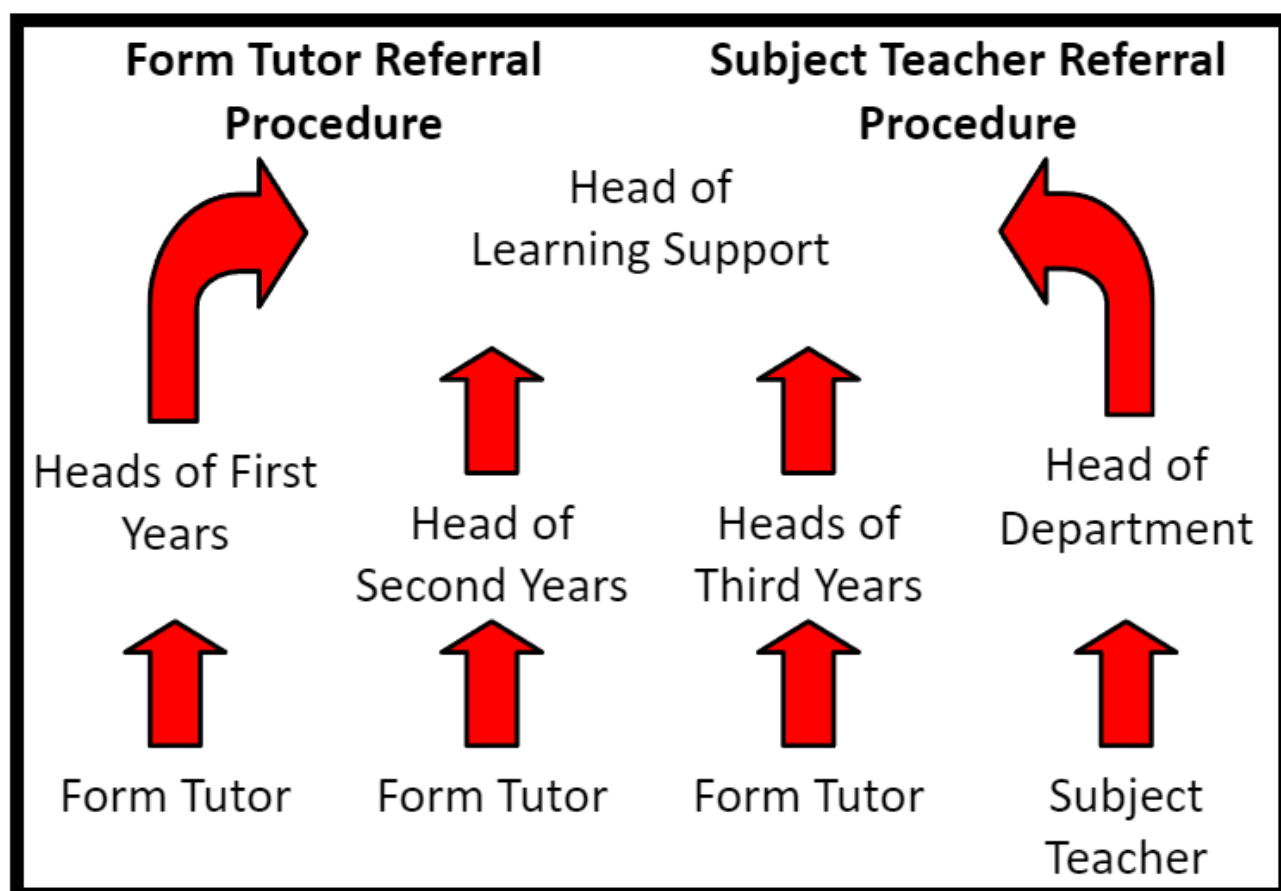 Form Tutor Referral
Procedure
Subject Teacher Referral
Procedure
Head of
Learning Support
Heads of First
Years
Head of
Second Years
Heads of
Third Years
Head of
Department
Form Tutor
Form Tutor
Form Tutor
Subject
Teacher